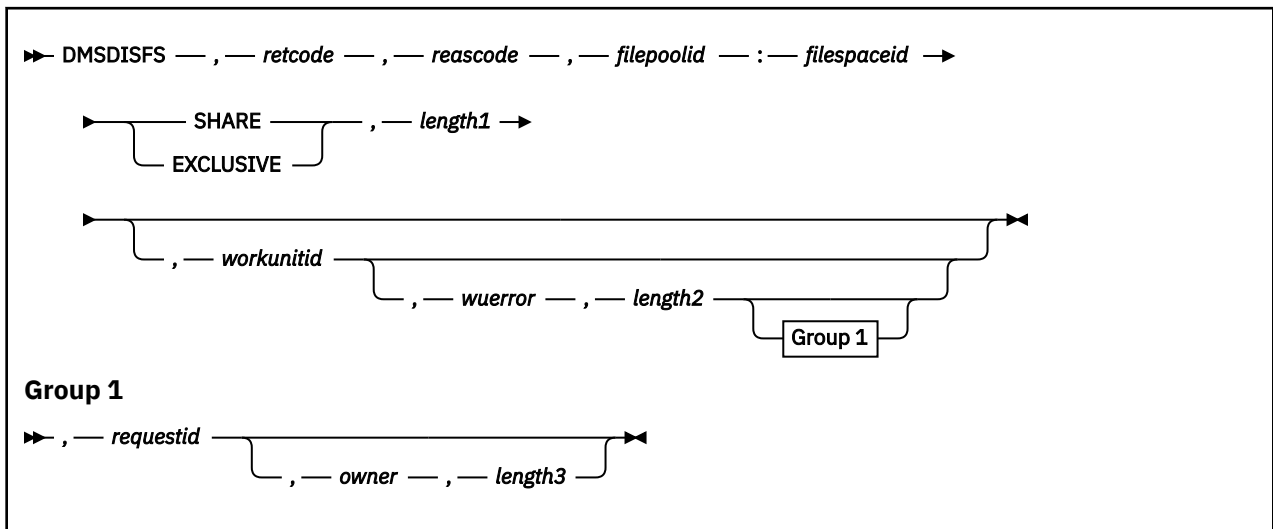 DMSDISFS , retcode , reascode , filepoolid : filespaceid
SHARE , length1
EXCLUSIVE
, workunitid
, wuerror , length2
Group 1
Group 1
, requestid
, owner , length3